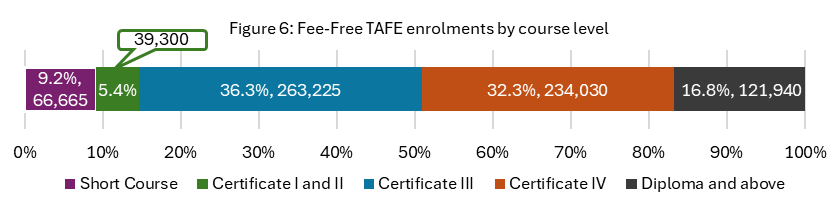 Figure 6: Fee-Free TAFE enrolments by course level
39,300
9.2%,
66,665
5.4%
36.3%, 263,225
32.3%, 234,030
16.8%, 121,940
0% 10% 20% 30% 40% 50% 60% 70% 80% 90% 100%
Short Course Certificate I and II Certificate III Certificate IV Diploma and above